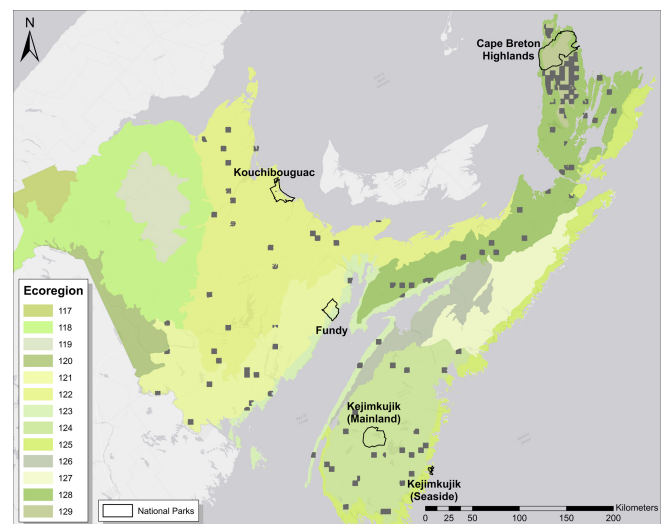 N
Cape Breton
Highlands
Kouchibouguac
Fundy
Kejimkujik
(Mainland)
Kejimkujik
(Seaside)
Ecoregion
117
118
119
120
121
122
123
124
125
126
127
128
129
National Parks
Kilometers
0 25 50 100 150 200